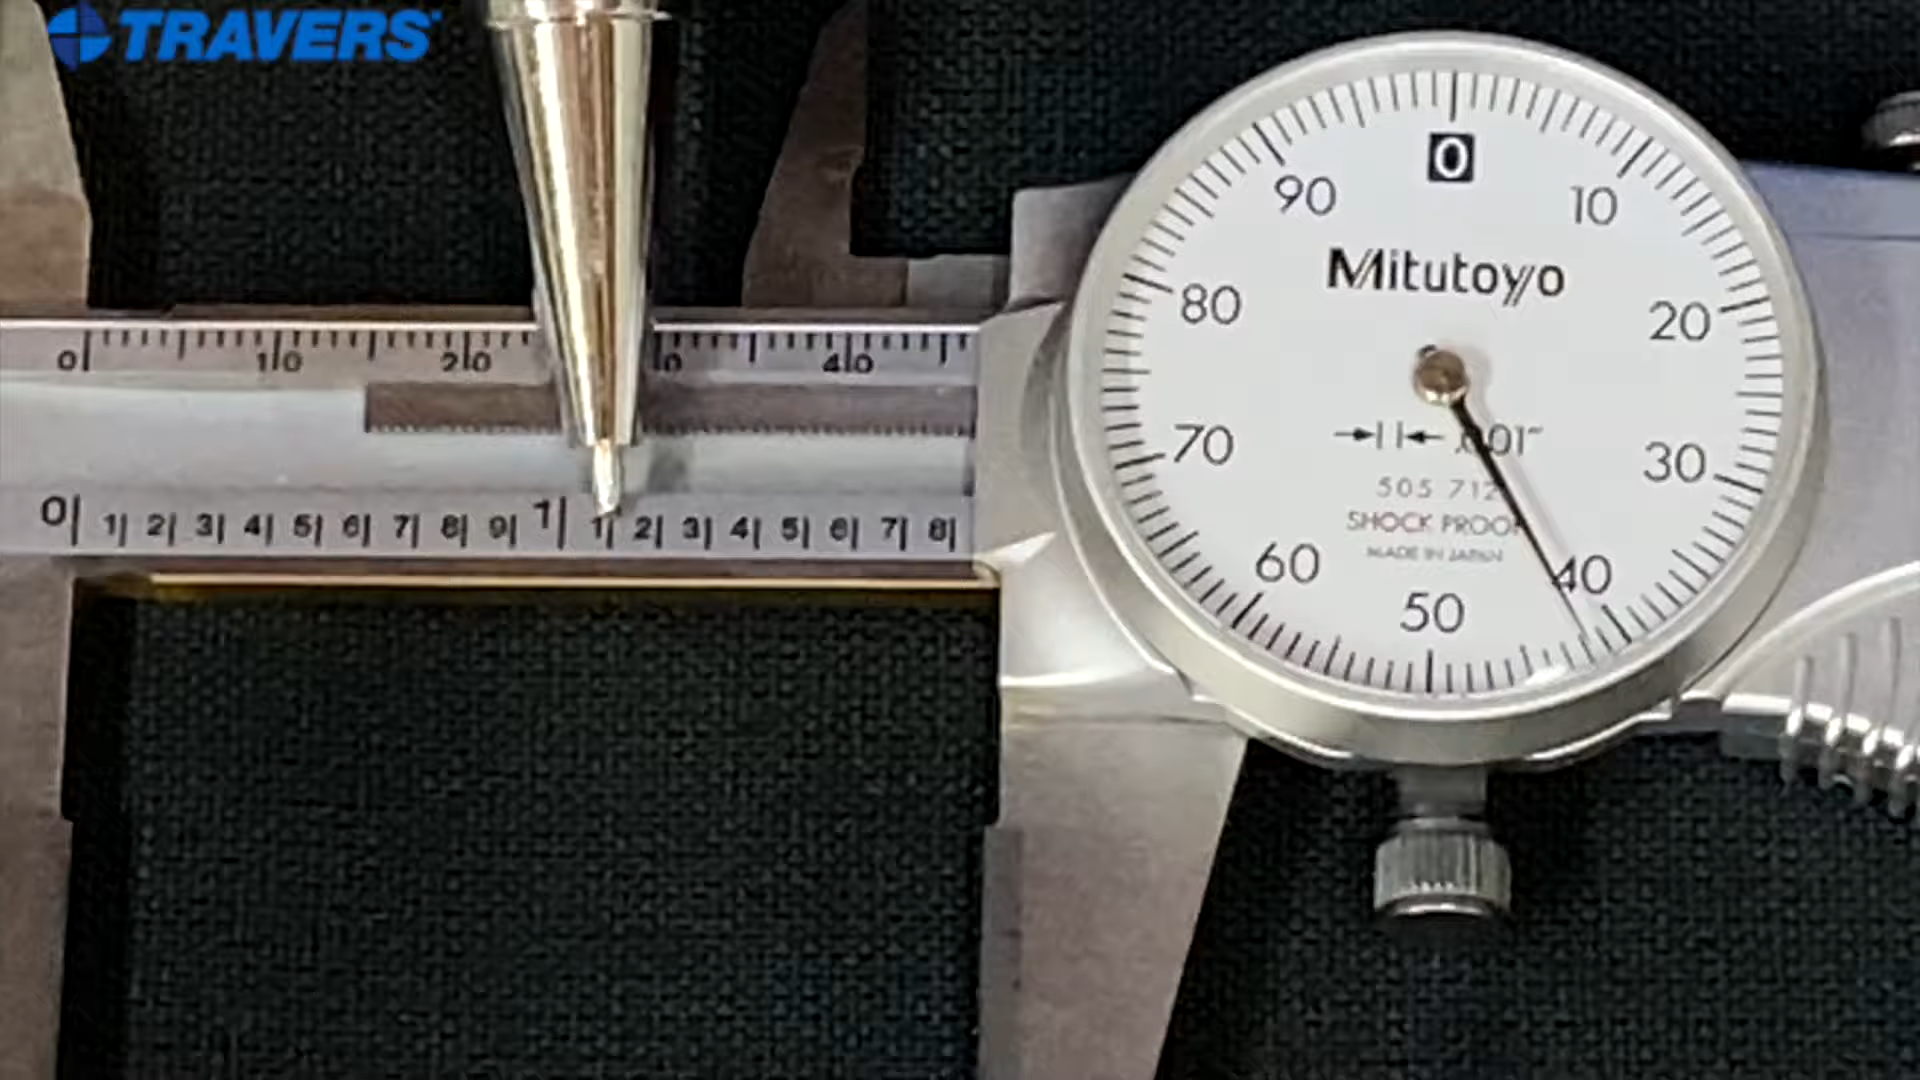 TRAVERS
0 10 20 30 40
0 1 2 3 4 5 6 7 8 9 1 1 2 3 4 5 6 7 8
0
90 10
Mitutoyo
80 20
.001"
70 30
505 712
SHOCK PROOF
MADE IN JAPAN
60 40
50